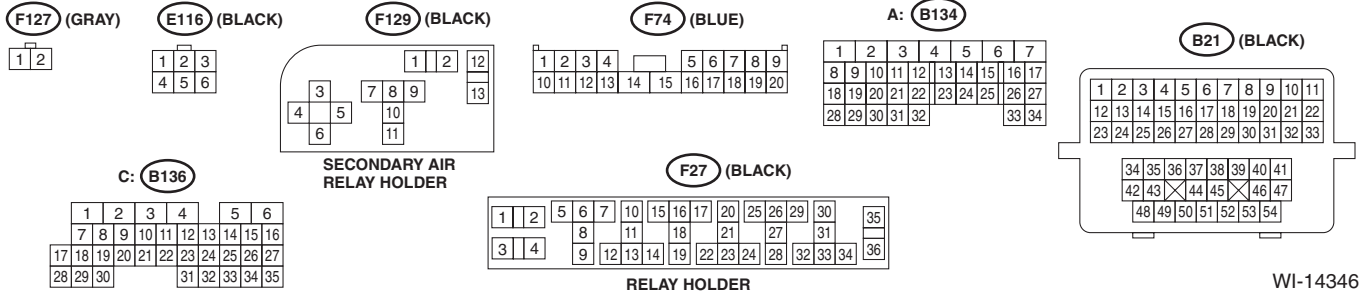 F127 (GRAY)
1 2
E116 (BLACK)
1 2 3
4 5 6
F129 (BLACK)
1 2 12
13
3 7 8 9
4 5 10
6 11
SECONDARY AIR
RELAY HOLDER
F74 (BLUE)
1 2 3 4 5 6 7 8 9
10 11 12 13 14 15 16 17 18 19 20
A: B134
1 2 3 4 5 6 7
8 9 10 11 12 13 14 15 16 17
18 19 20 21 22 23 24 25 26 27
28 29 30 31 32 33 34
B21 (BLACK)
1 2 3 4 5 6 7 8 9 10 11
12 13 14 15 16 17 18 19 20 21 22
23 24 25 26 27 28 29 30 31 32 33
34 35 36 37 38 39 40 41
42 43 44 45 46 47
48 49 50 51 52 53 54
C: B136
1 2 3 4 5 6
7 8 9 10 11 12 13 14 15 16
17 18 19 20 21 22 23 24 25 26 27
28 29 30 31 32 33 34 35
F27 (BLACK)
1 2 5 6 7 10 15 16 17 20 25 26 29 30 35
8 11 18 21 27 31
3 4 9 12 13 14 19 22 23 24 28 32 33 34 36
RELAY HOLDER
WI-14346